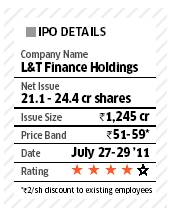 IPO DETAILS
Company Name
L&T Finance Holdings
Net Issue
21.1 - 24.4 cr shares
Issue Size ₹1,245 cr
Price Band ₹51-59*
Date July 27-29 '11
Rating ★ ★ ★ ★ ☆
*₹2/sh discount to existing employees